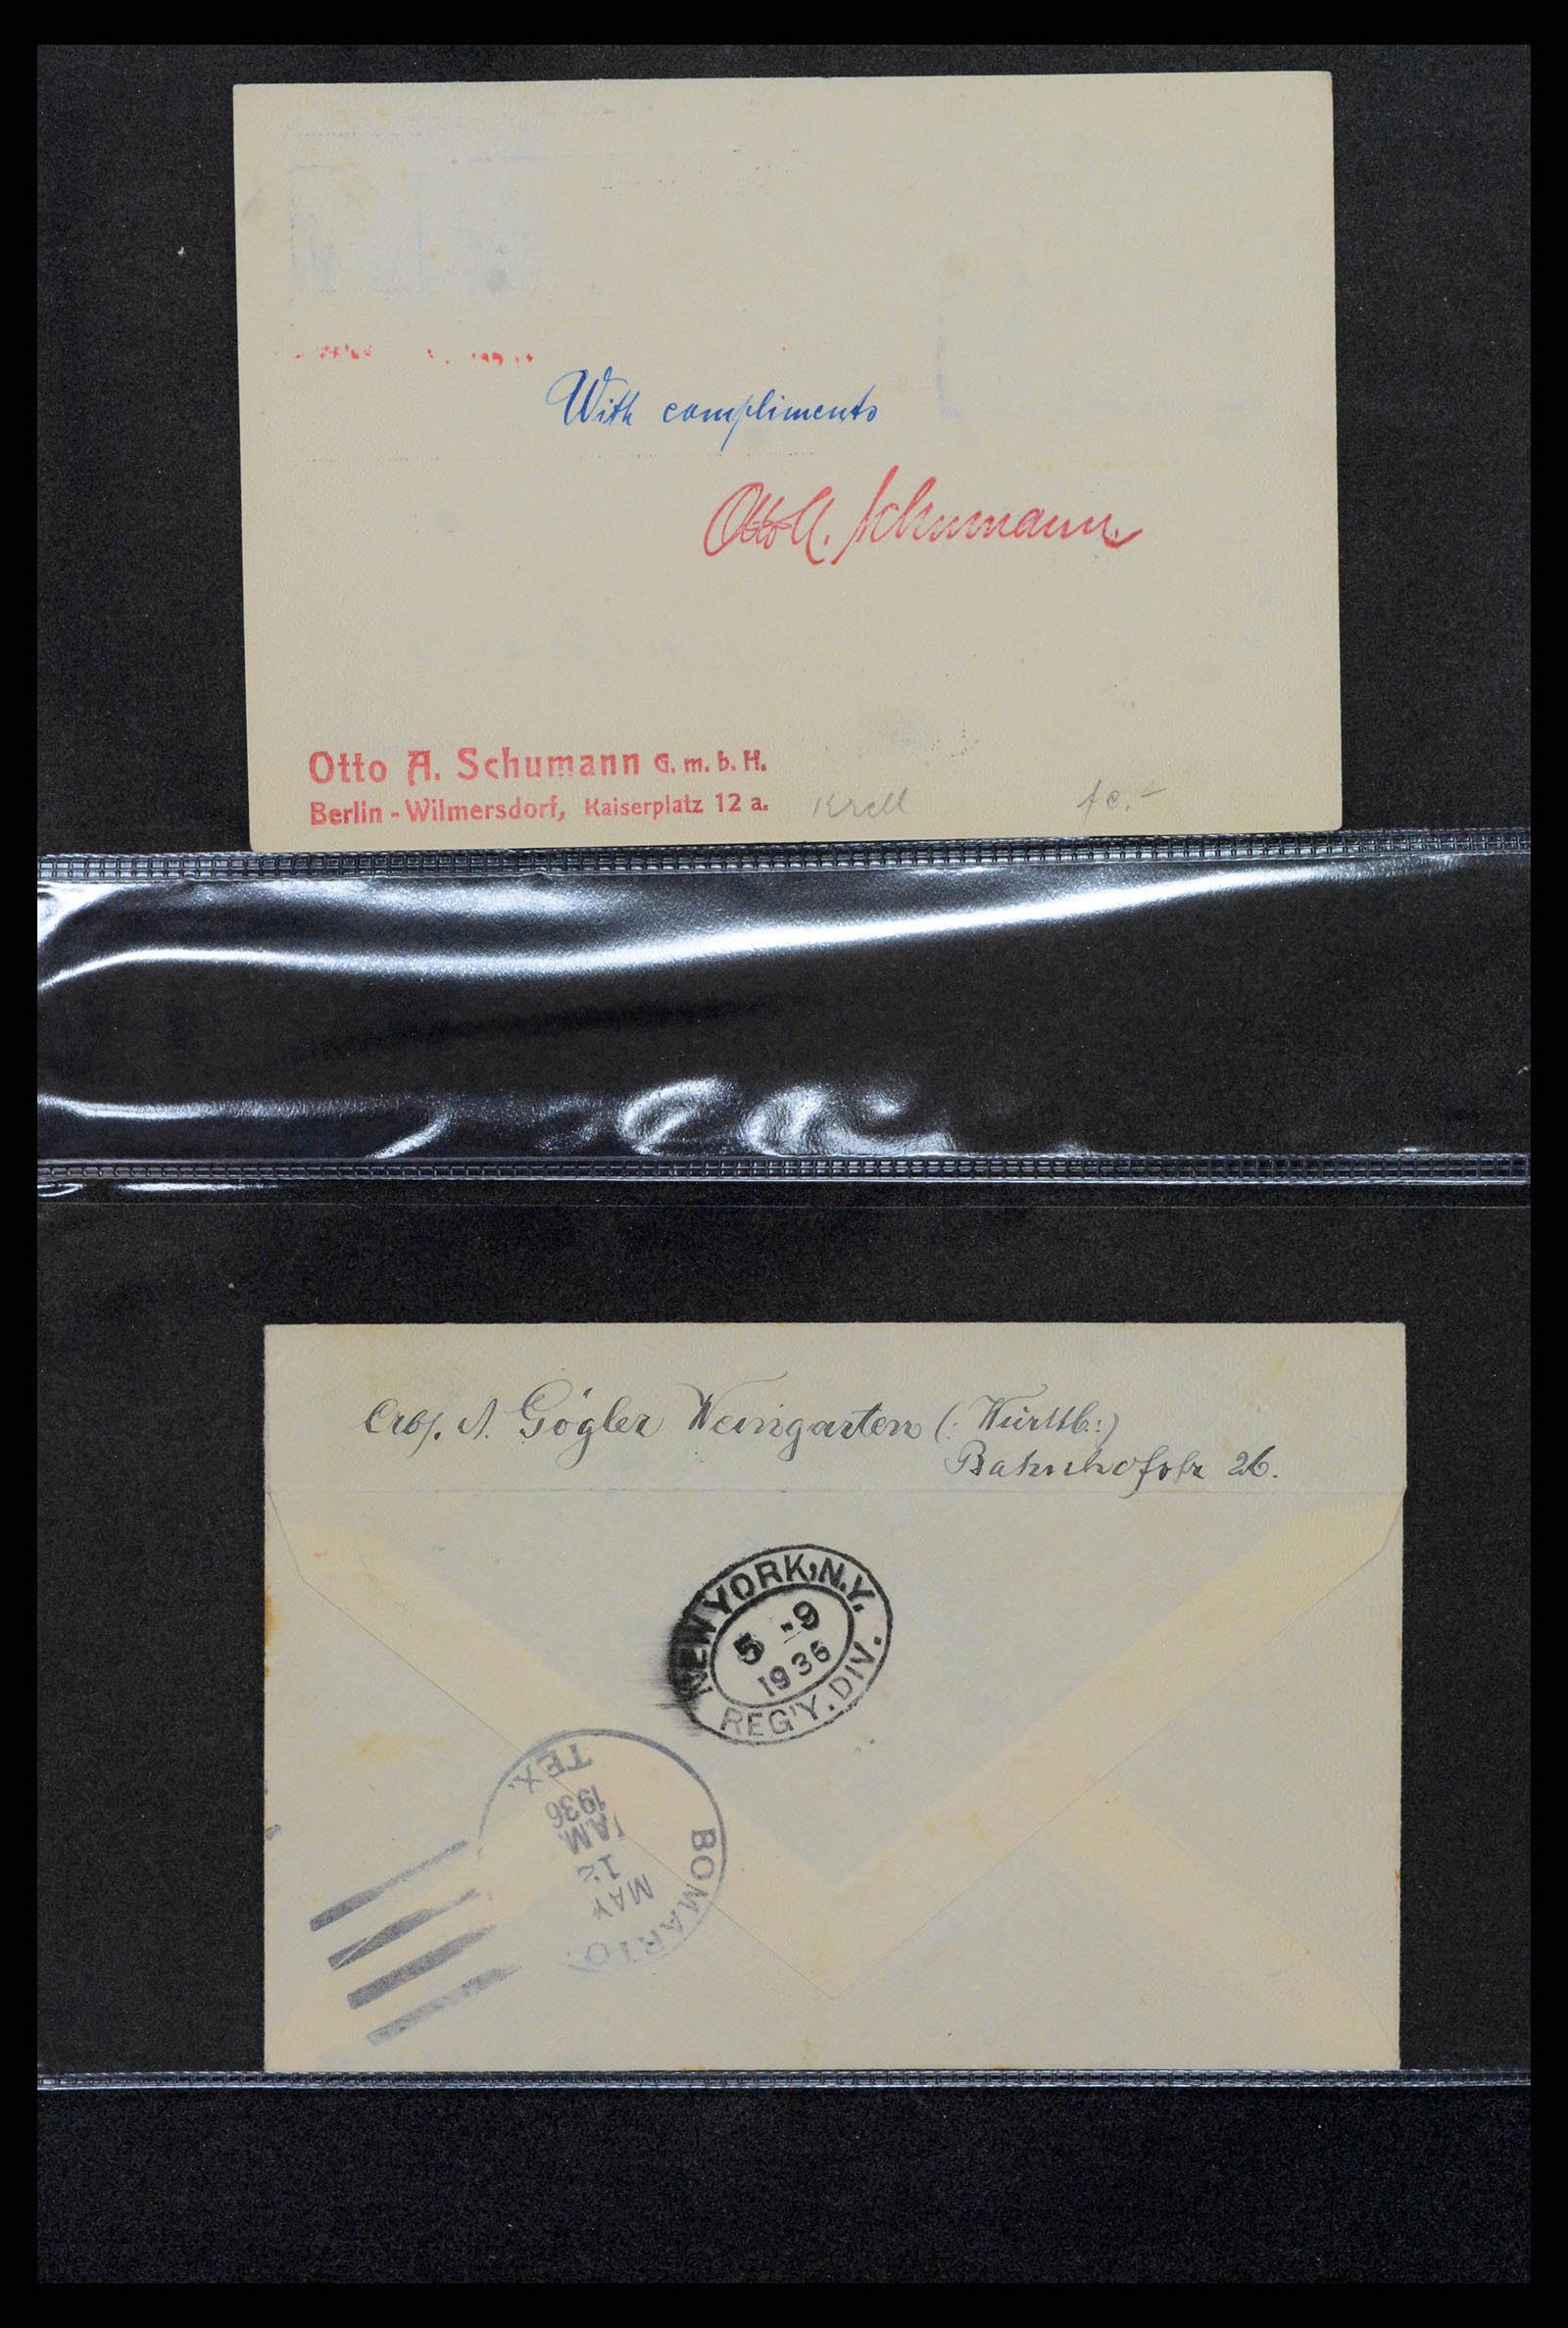 With compliments
Otto A. Schumann
Otto A. Schumann G. m. b. H.
Berlin - Wilmersdorf, Kaiserplatz 12 a.
Krell
A. Gögler Weingarten (: Württb:)
Bahnhofstr 26.
NEW YORK, N.Y.
5 - 9
1936
REG'Y. DIV.
BOMARTON
MAY
12
AM
1936
TEX.